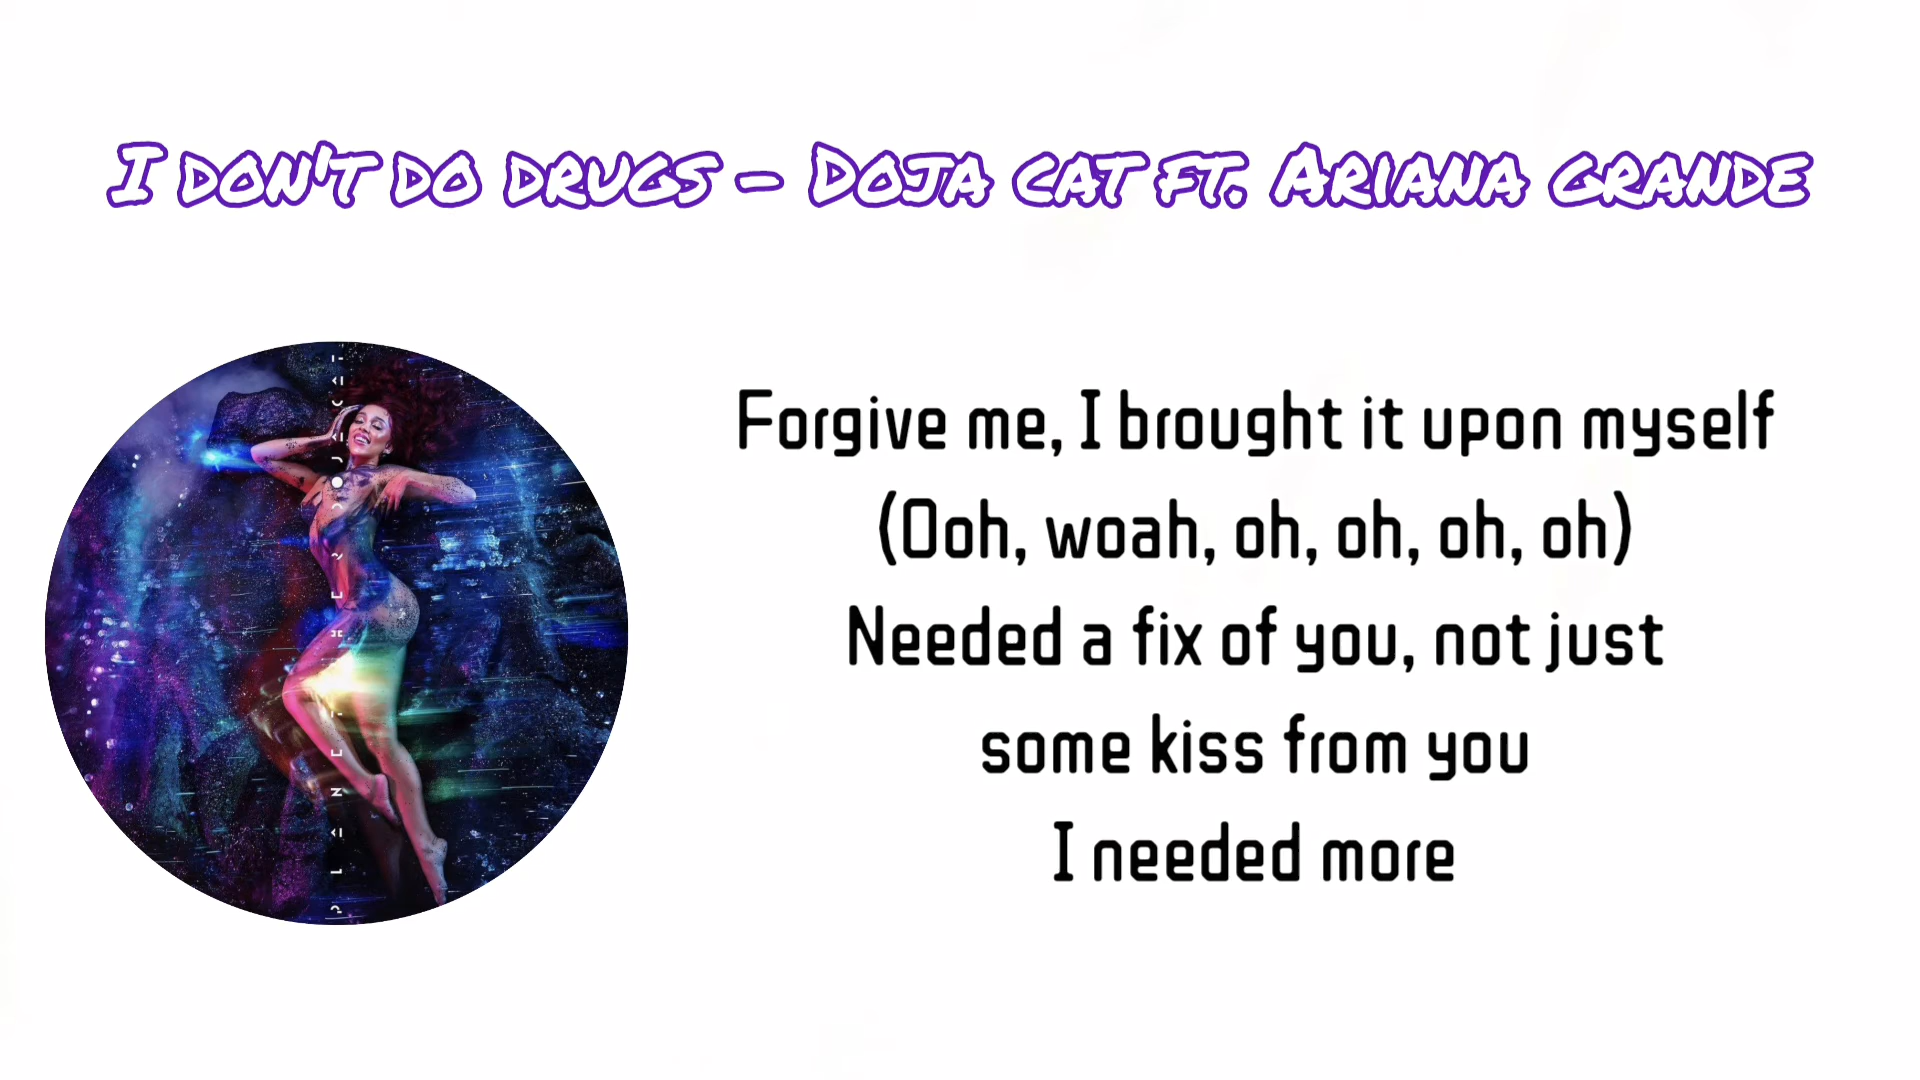 I DON'T DO DRUGS - DOJA CAT FT. ARIANA GRANDE
Forgive me, I brought it upon myself
(Ooh, woah, oh, oh, oh, oh)
Needed a fix of you, not just
some kiss from you
I needed more